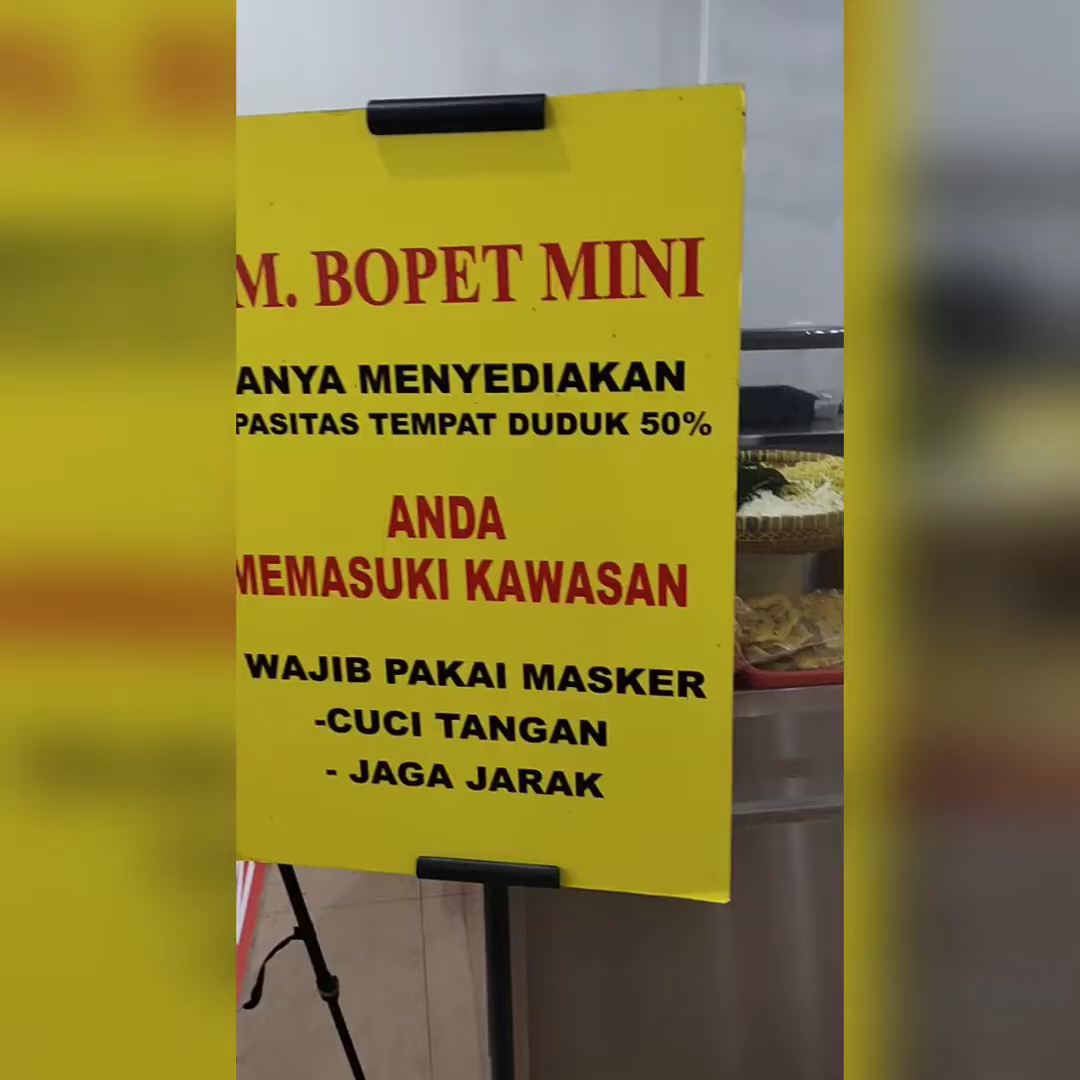 M. BOPET MINI
ANYA MENYEDIAKAN
PASITAS TEMPAT DUDUK 50%
ANDA
MEMASUKI KAWASAN
WAJIB PAKAI MASKER
-CUCI TANGAN
- JAGA JARAK